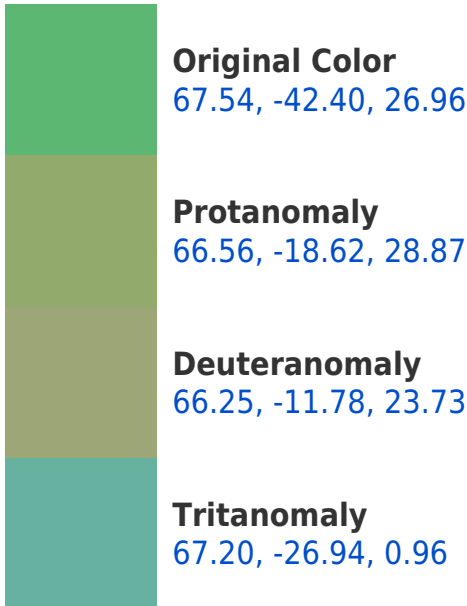 Original Color
67.54, -42.40, 26.96
Protanomaly
66.56, -18.62, 28.87
Deuteranomaly
66.25, -11.78, 23.73
Tritanomaly
67.20, -26.94, 0.96